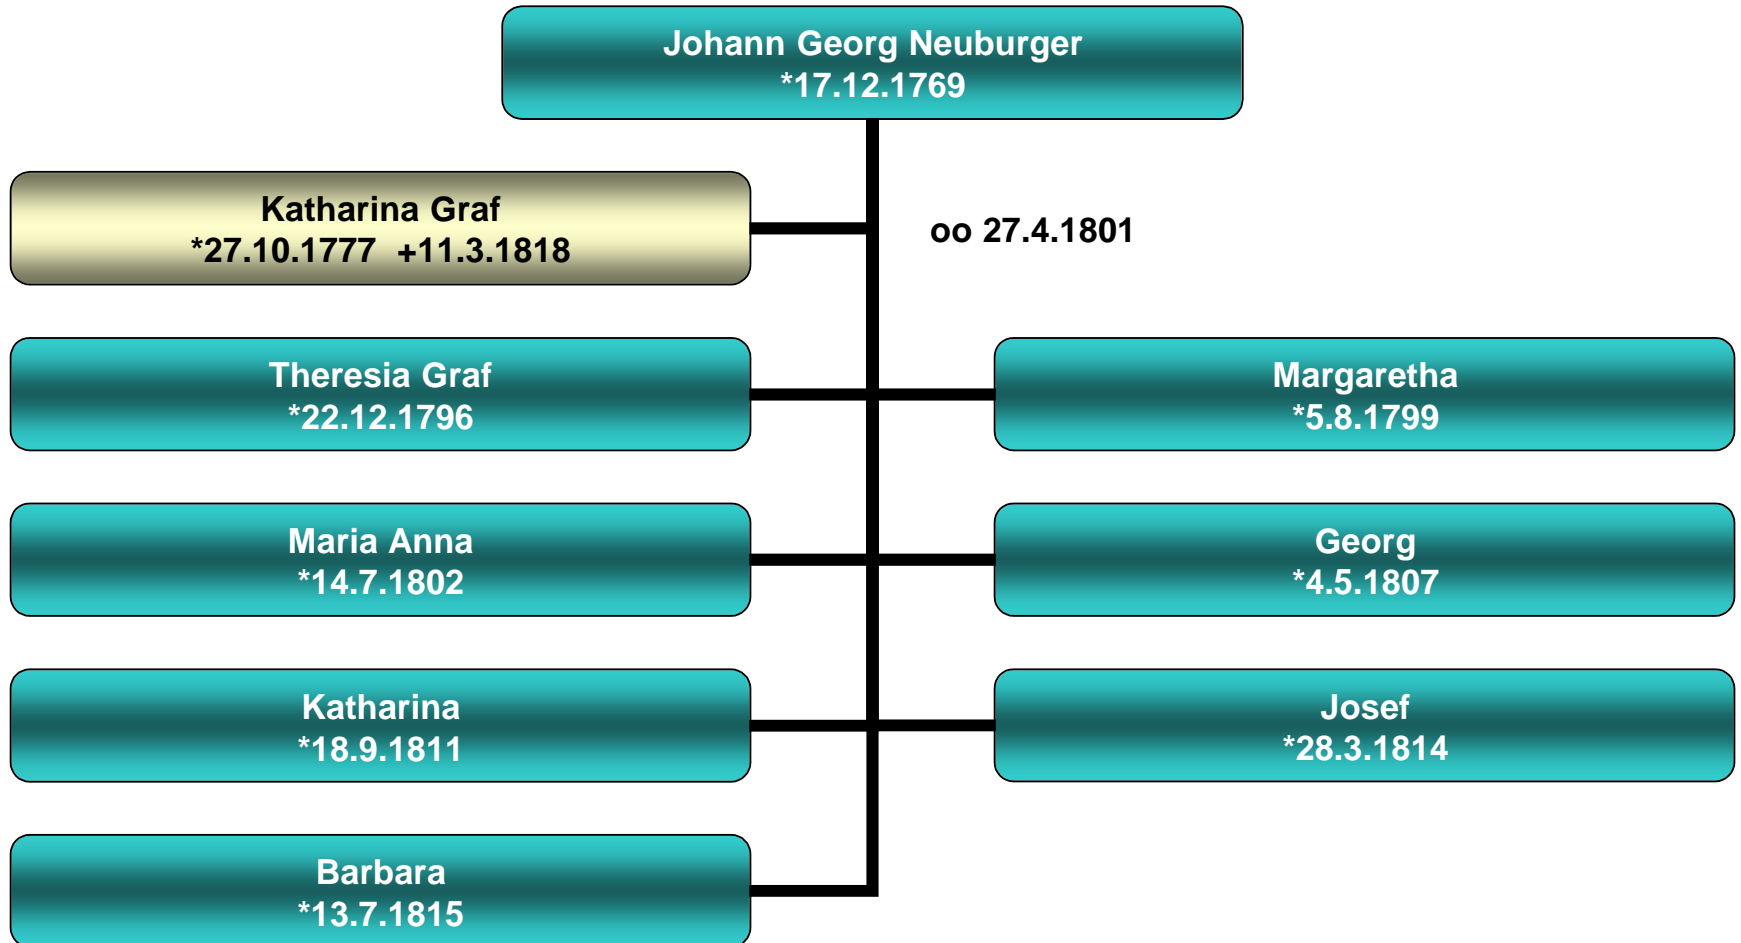 Johann Georg Neuburger
*17.12.1769
Katharina Graf
*27.10.1777  +11.3.1818
oo 27.4.1801
Theresia Graf
*22.12.1796
Margaretha
*5.8.1799
Maria Anna
*14.7.1802
Georg
*4.5.1807
Katharina
*18.9.1811
Josef
*28.3.1814
Barbara
*13.7.1815